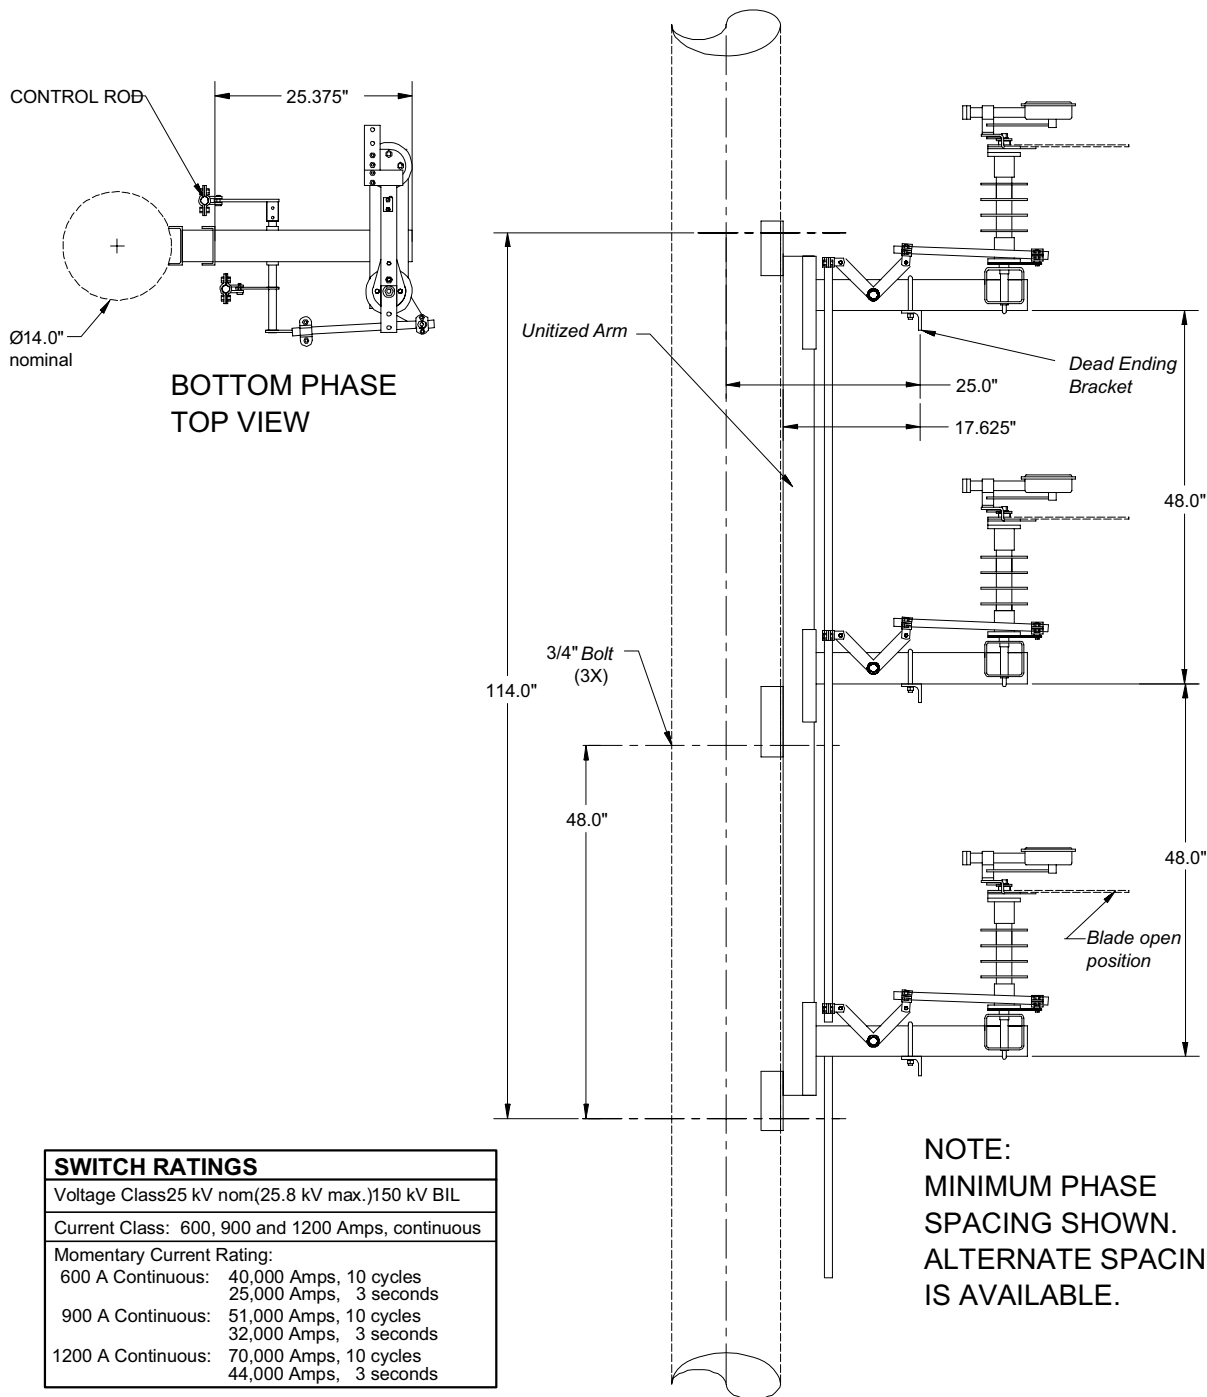 CONTROL ROD
25.375"
Ø14.0"
nominal
BOTTOM PHASE
TOP VIEW
Unitized Arm
Dead Ending
Bracket
25.0"
17.625"
48.0"
3/4" Bolt
(3X)
114.0"
48.0"
48.0"
Blade open
position
SWITCH RATINGS
Voltage Class25 kV nom(25.8 kV max.)150 kV BIL
Current Class: 600, 900 and 1200 Amps, continuous
Momentary Current Rating:
600 A Continuous: 40,000 Amps, 10 cycles
25,000 Amps, 3 seconds
900 A Continuous: 51,000 Amps, 10 cycles
32,000 Amps, 3 seconds
1200 A Continuous: 70,000 Amps, 10 cycles
44,000 Amps, 3 seconds
NOTE:
MINIMUM PHASE
SPACING SHOWN.
ALTERNATE SPACIN
IS AVAILABLE.